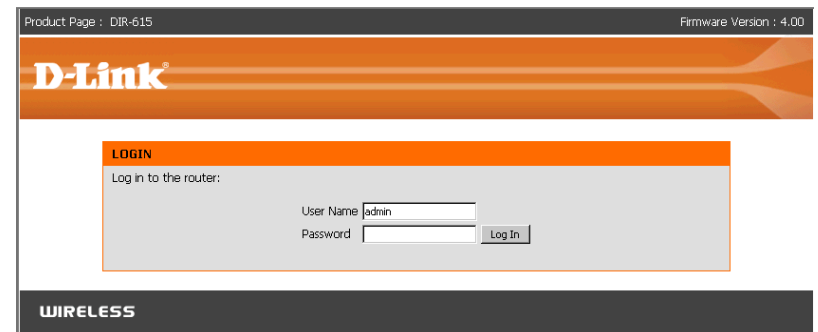 Product Page : DIR-615 Firmware Version : 4.00
D-Link®
LOGIN
Log in to the router:
User Name admin
Password Log In
WIRELESS